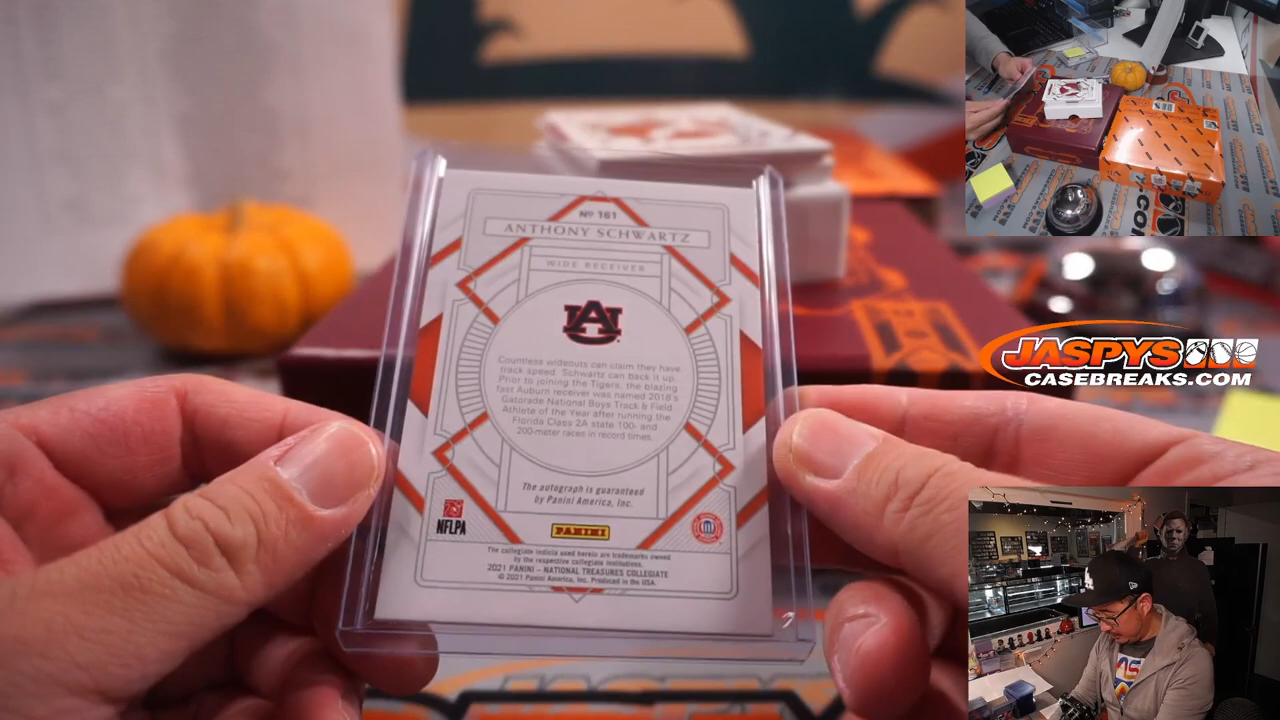 Nº 161
ANTHONY SCHWARTZ
WIDE RECEIVER
AU
Countless wideouts can claim they have
track speed. Schwartz can back it up.
Prior to joining the Tigers, the blazing
fast Auburn receiver was named 2018's
Gatorade National Boys Track & Field
Athlete of the Year after running the
Florida Class 2A state 100- and
200-meter races in record times.
The autograph is guaranteed
by Panini America, Inc.
NFLPA
PANINI
The collegiate indicia used herein are trademarks owned
by the respective collegiate institutions.
2021 PANINI – NATIONAL TREASURES COLLEGIATE
© 2021 Panini America, Inc. Produced in the USA.
JASPYS
CASEBREAKS.COM